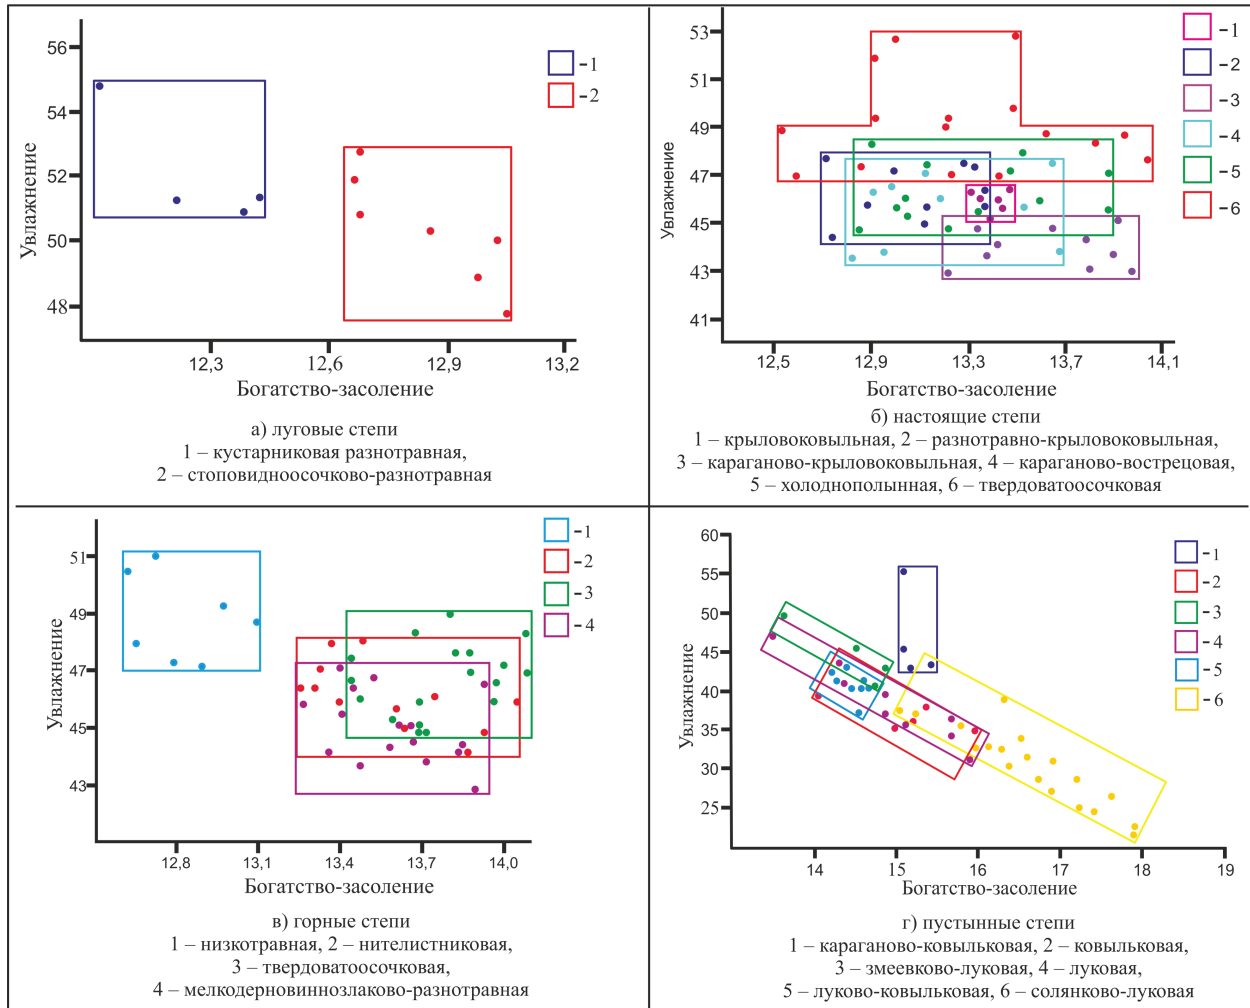 56
54
52
50
48
Увлажнение
12,3
12,6
12,9
13,2
Богатство-засоление
-1
-2
а) луговые степи
1 – кустарниковая разнотравная,
2 – стоповидноосочково-разнотравная
53
51
49
47
45
43
41
Увлажнение
12,5
12,9
13,3
13,7
14,1
Богатство-засоление
-1
-2
-3
-4
-5
-6
б) настоящие степи
1 – крыловоковыльная, 2 – разнотравно-крыловоковыльная,
3 – караганово-крыловоковыльная, 4 – караганово-вострецовая,
5 – холоднополынная, 6 – твердоватоосочковая
51
49
47
45
43
Увлажнение
12,8
13,1
13,4
13,7
14,0
Богатство-засоление
-1
-2
-3
-4
в) горные степи
1 – низкотравная, 2 – нителистниковая,
3 – твердоватоосочковая,
4 – мелкодерновиннозлаково-разнотравная
60
55
50
45
40
35
30
25
Увлажнение
14
15
16
17
18
19
Богатство-засоление
-1
-2
-3
-4
-5
-6
г) пустынные степи
1 – караганово-ковыльковая, 2 – ковыльковая,
3 – змеевково-луковая, 4 – луковая,
5 – луково-ковыльковая, 6 – солянково-луковая